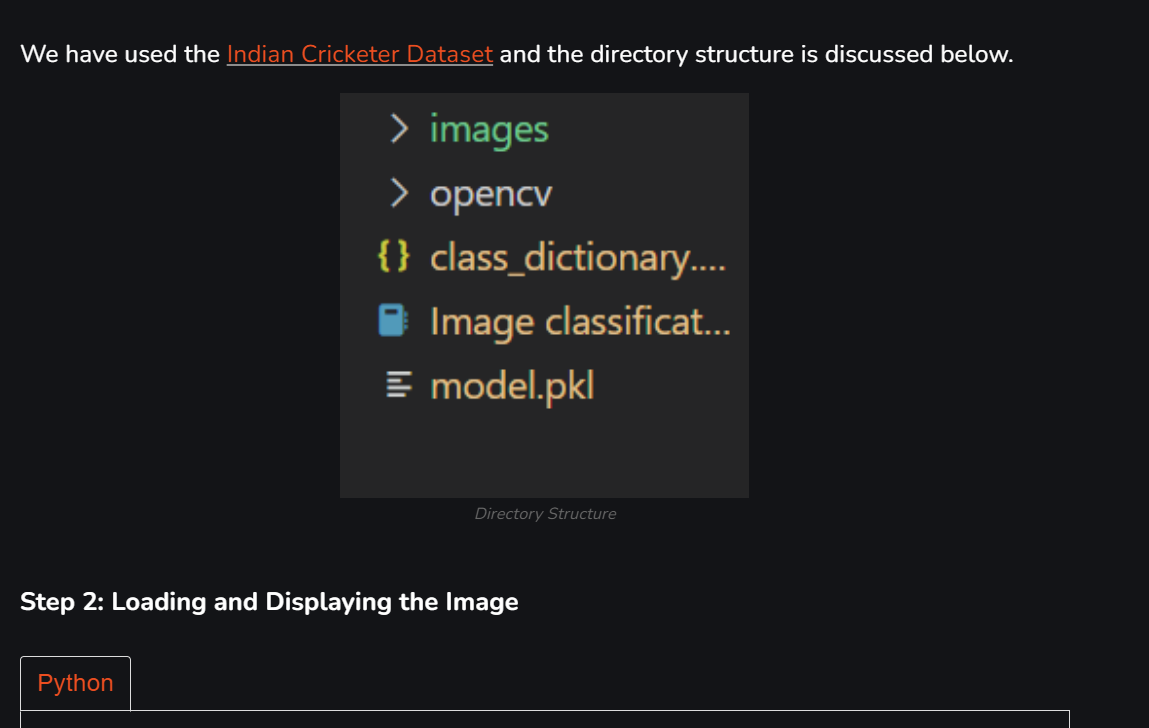 We have used the Indian Cricketer Dataset and the directory structure is discussed below.
images
opencv
class_dictionary....
Image classificat...
model.pkl
Directory Structure
Step 2: Loading and Displaying the Image
Python